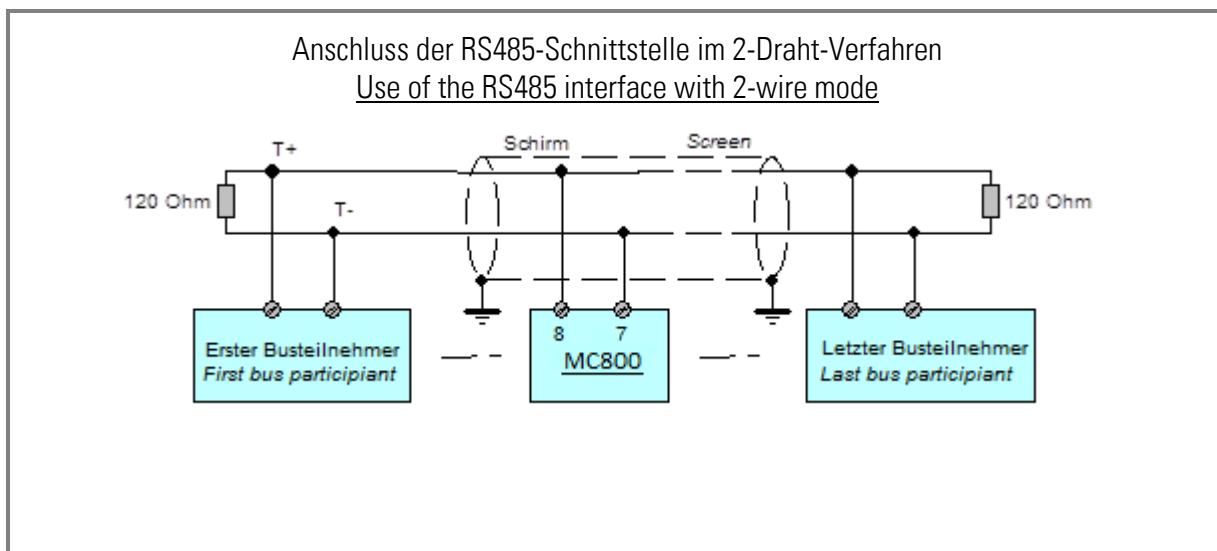 Anschluss der RS485-Schnittstelle im 2-Draht-Verfahren
Use of the RS485 interface with 2-wire mode
T+
Schirm
Screen
120 Ohm
T-
120 Ohm
8
7
MC800
Erster Busteilnehmer
First bus participiant
Letzter Busteilnehmer
Last bus participiant